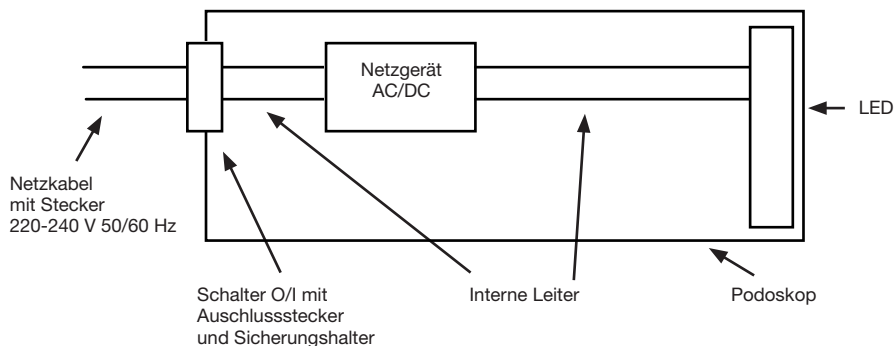 Netzgerät
AC/DC
LED
Netzkabel
mit Stecker
220-240 V 50/60 Hz
Schalter O/I mit
Auschlussstecker
und Sicherungshalter
Interne Leiter
Podoskop